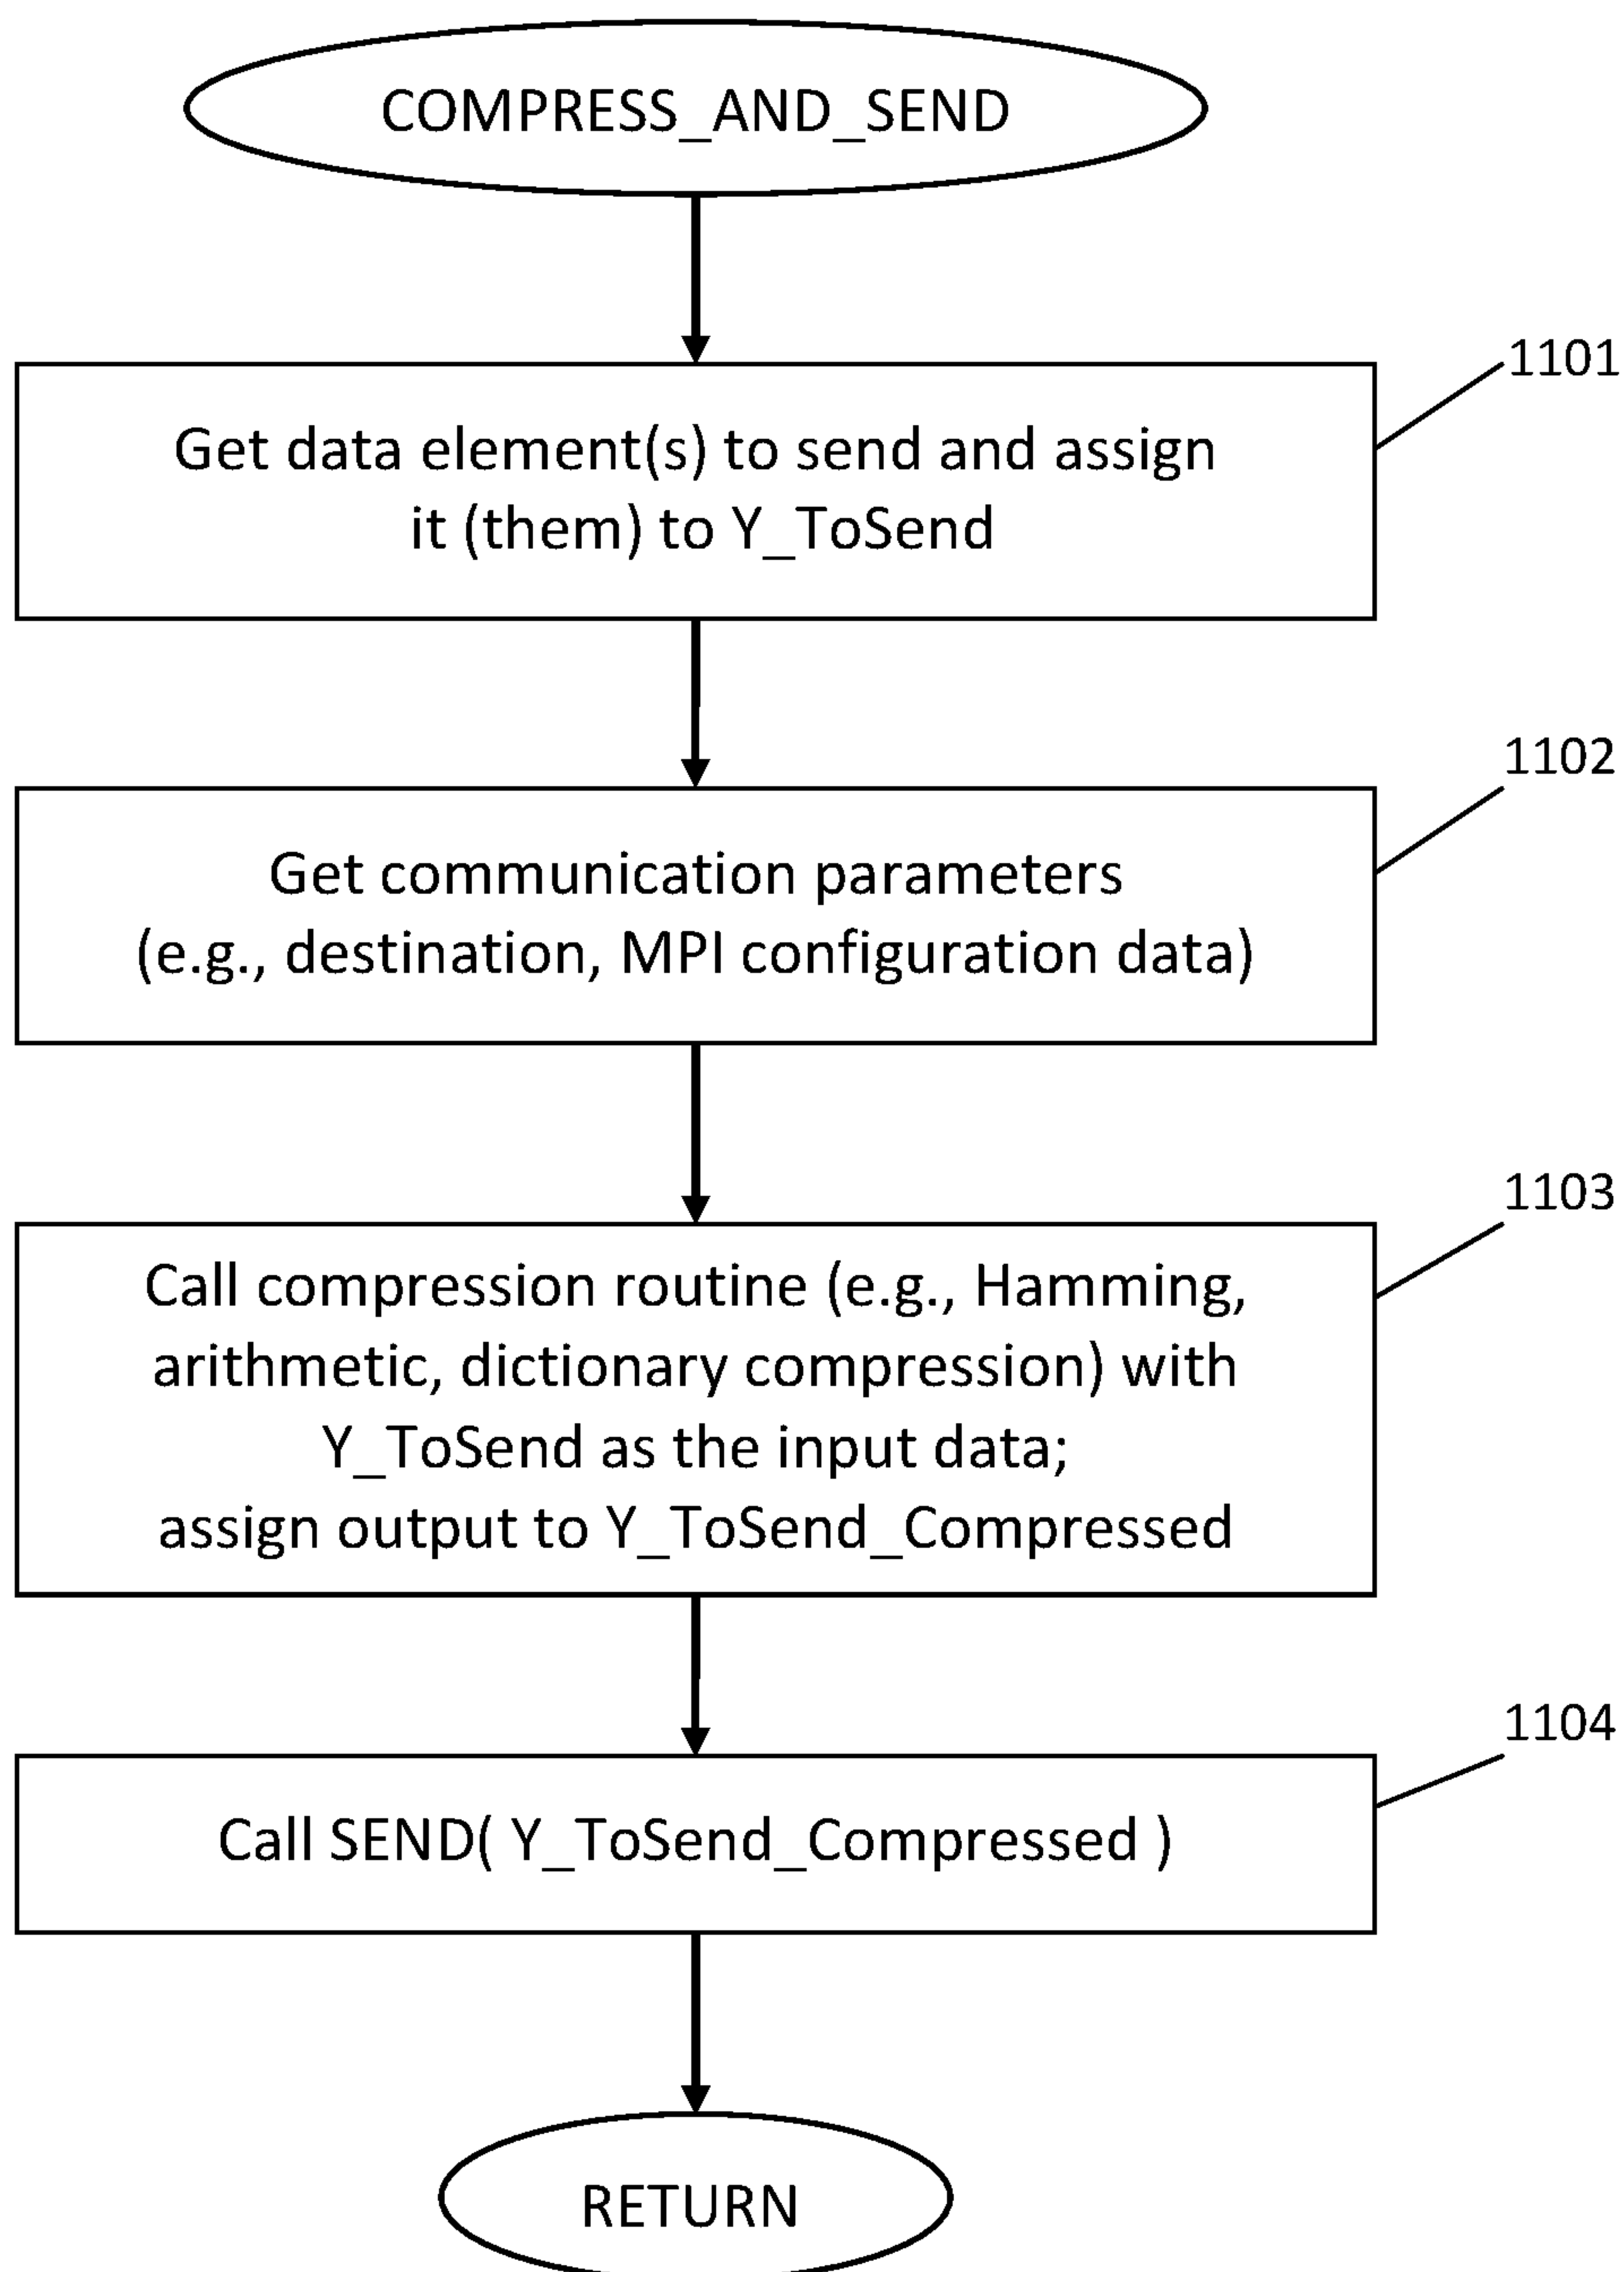 COMPRESS_AND_SEND
1101
Get data element(s) to send and assign
it (them) to Y_ToSend
1102
Get communication parameters
(e.g., destination, MPI configuration data)
1103
Call compression routine (e.g., Hamming,
arithmetic, dictionary compression) with
Y_ToSend as the input data;
assign output to Y_ToSend_Compressed
1104
Call SEND( Y_ToSend_Compressed )
RETURN